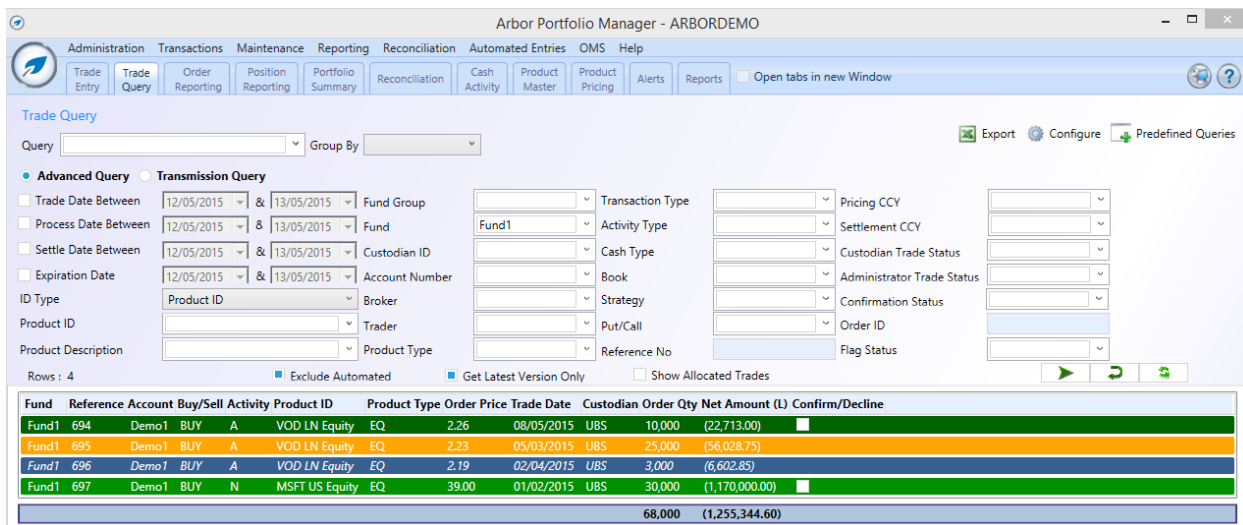 Arbor Portfolio Manager - ARBORDEMO
Administration Transactions Maintenance Reporting Reconciliation Automated Entries OMS Help
Trade Entry Trade Query Order Reporting Position Reporting Portfolio Summary Reconciliation Cash Activity Product Master Product Pricing Alerts Reports Open tabs in new Window
Trade Query
Query Group By Export Configure Predefined Queries
Advanced Query Transmission Query
Trade Date Between 12/05/2015 & 13/05/2015 Fund Group Transaction Type Pricing CCY
Process Date Between 12/05/2015 8 13/05/2015 Fund Fund1 Activity Type Settlement CCY
Settle Date Between 12/05/2015 & 13/05/2015 Custodian ID Cash Type Custodian Trade Status
Expiration Date 12/05/2015 & 13/05/2015 Account Number Book Administrator Trade Status
ID Type Product ID Broker Strategy Confirmation Status
Product ID Trader Put/Call Order ID
Product Description Product Type Reference No Flag Status
Rows : 4 Exclude Automated Get Latest Version Only Show Allocated Trades
Fund Reference Account Buy/Sell Activity Product ID Product Type Order Price Trade Date Custodian Order Qty Net Amount (L) Confirm/Decline
Fund1 694 Demo1 BUY A VOD LN Equity EQ 2.26 08/05/2015 UBS 10,000 (22,713.00)
Fund1 695 Demo1 BUY A VOD LN Equity EQ 2.23 05/03/2015 UBS 25,000 (56,028.75)
Fund1 696 Demo1 BUY A VOD LN Equity EQ 2.19 02/04/2015 UBS 3,000 (6,602.85)
Fund1 697 Demo1 BUY N MSFT US Equity EQ 39.00 01/02/2015 UBS 30,000 (1,170,000.00)
68,000 (1,255,344.60)